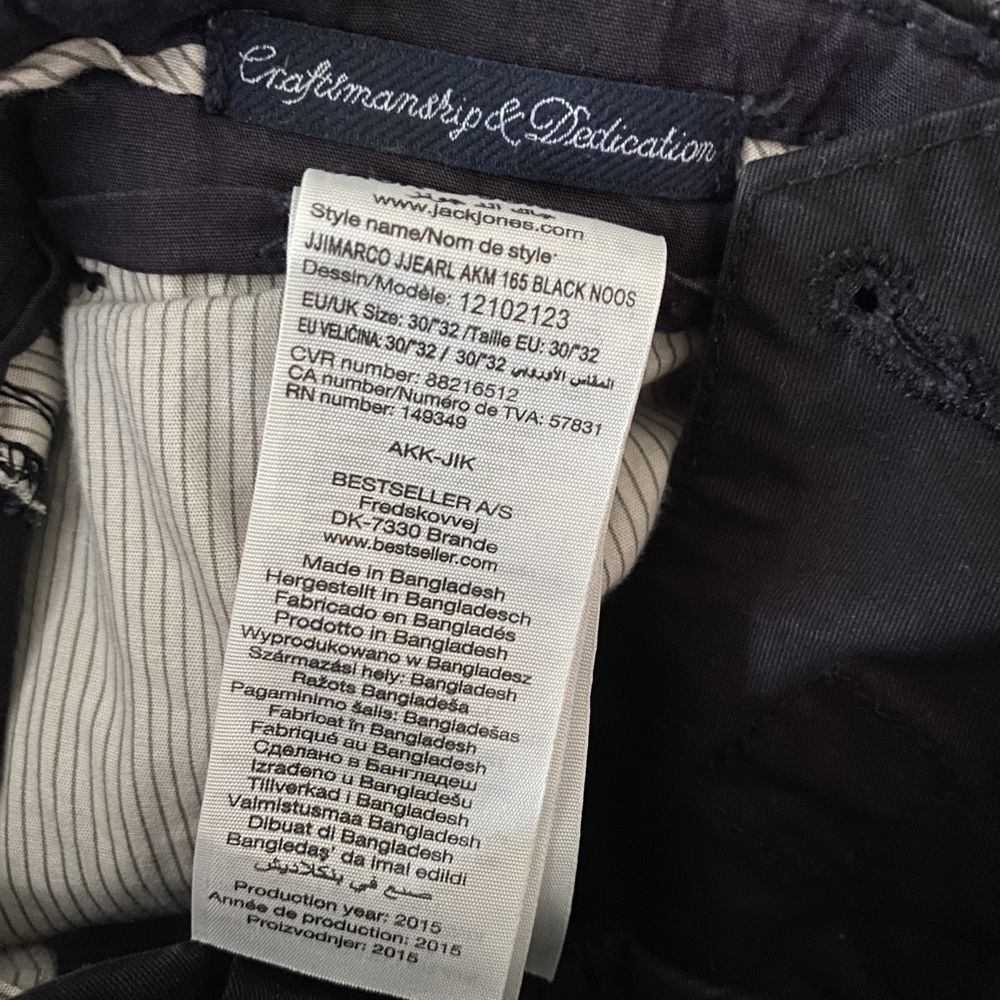 Craftsmanship & Dedication
جاك اند جونز
www.jackjones.com
Style name/Nom de style:
JJIMARCO JJEARL AKM 165 BLACK NOOS
Dessin/Modèle: 12102123
EU/UK Size: 30/"32 /Taille EU: 30/"32
EU VELIČINA: 30/"32 / 30/"32 المقاس الأوروبي
CVR number: 88216512
CA number/Numéro de TVA: 57831
RN number: 149349
AKK-JIK
BESTSELLER A/S
Fredskovvej
DK-7330 Brande
www.bestseller.com
Made in Bangladesh
Hergestellt in Bangladesch
Fabricado en Bangladés
Prodotto in Bangladesh
Wyprodukowano w Bangladesz
Származási hely: Bangladesh
Ražots Bangladeša
Pagaminimo šalis: Bangladešas
Fabricat în Bangladesh
Fabriqué au Bangladesh
Сделано в Бангладеш
Izrađeno u Bangladešu
Tillverkad i Bangladesh
Valmistusmaa Bangladesh
Dibuat di Bangladesh
Bangledaş' da imal edildi
صنع في بنكلاديش
Production year: 2015
Année de production: 2015
Proizvodnjer: 2015